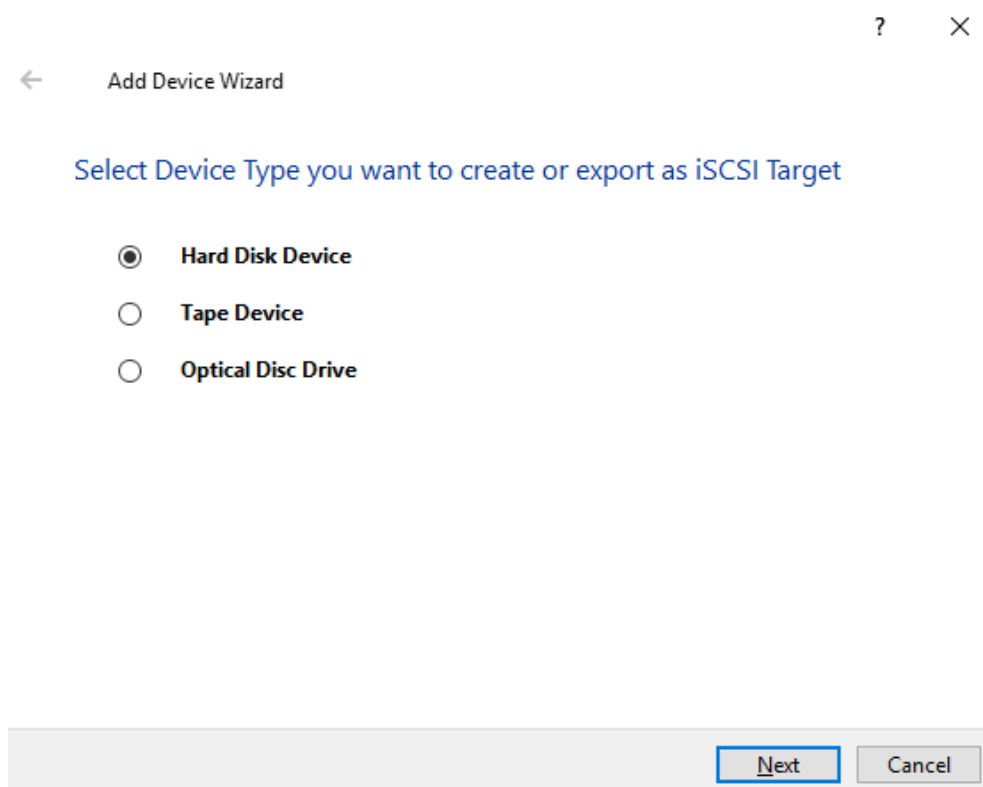 ?
Add Device Wizard
Select Device Type you want to create or export as iSCSI Target
Hard Disk Device
Tape Device
Optical Disc Drive
Next
Cancel